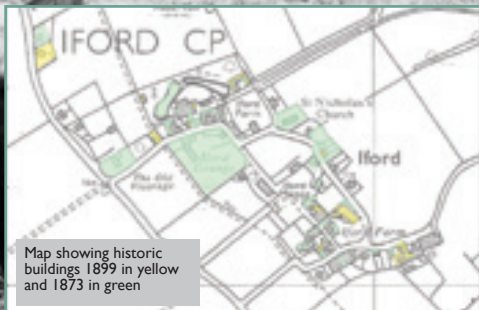 IFORD CP
St Nicholas's
Church
Iford
The Old
Vicarage
Map showing historic
buildings 1899 in yellow
and 1873 in green